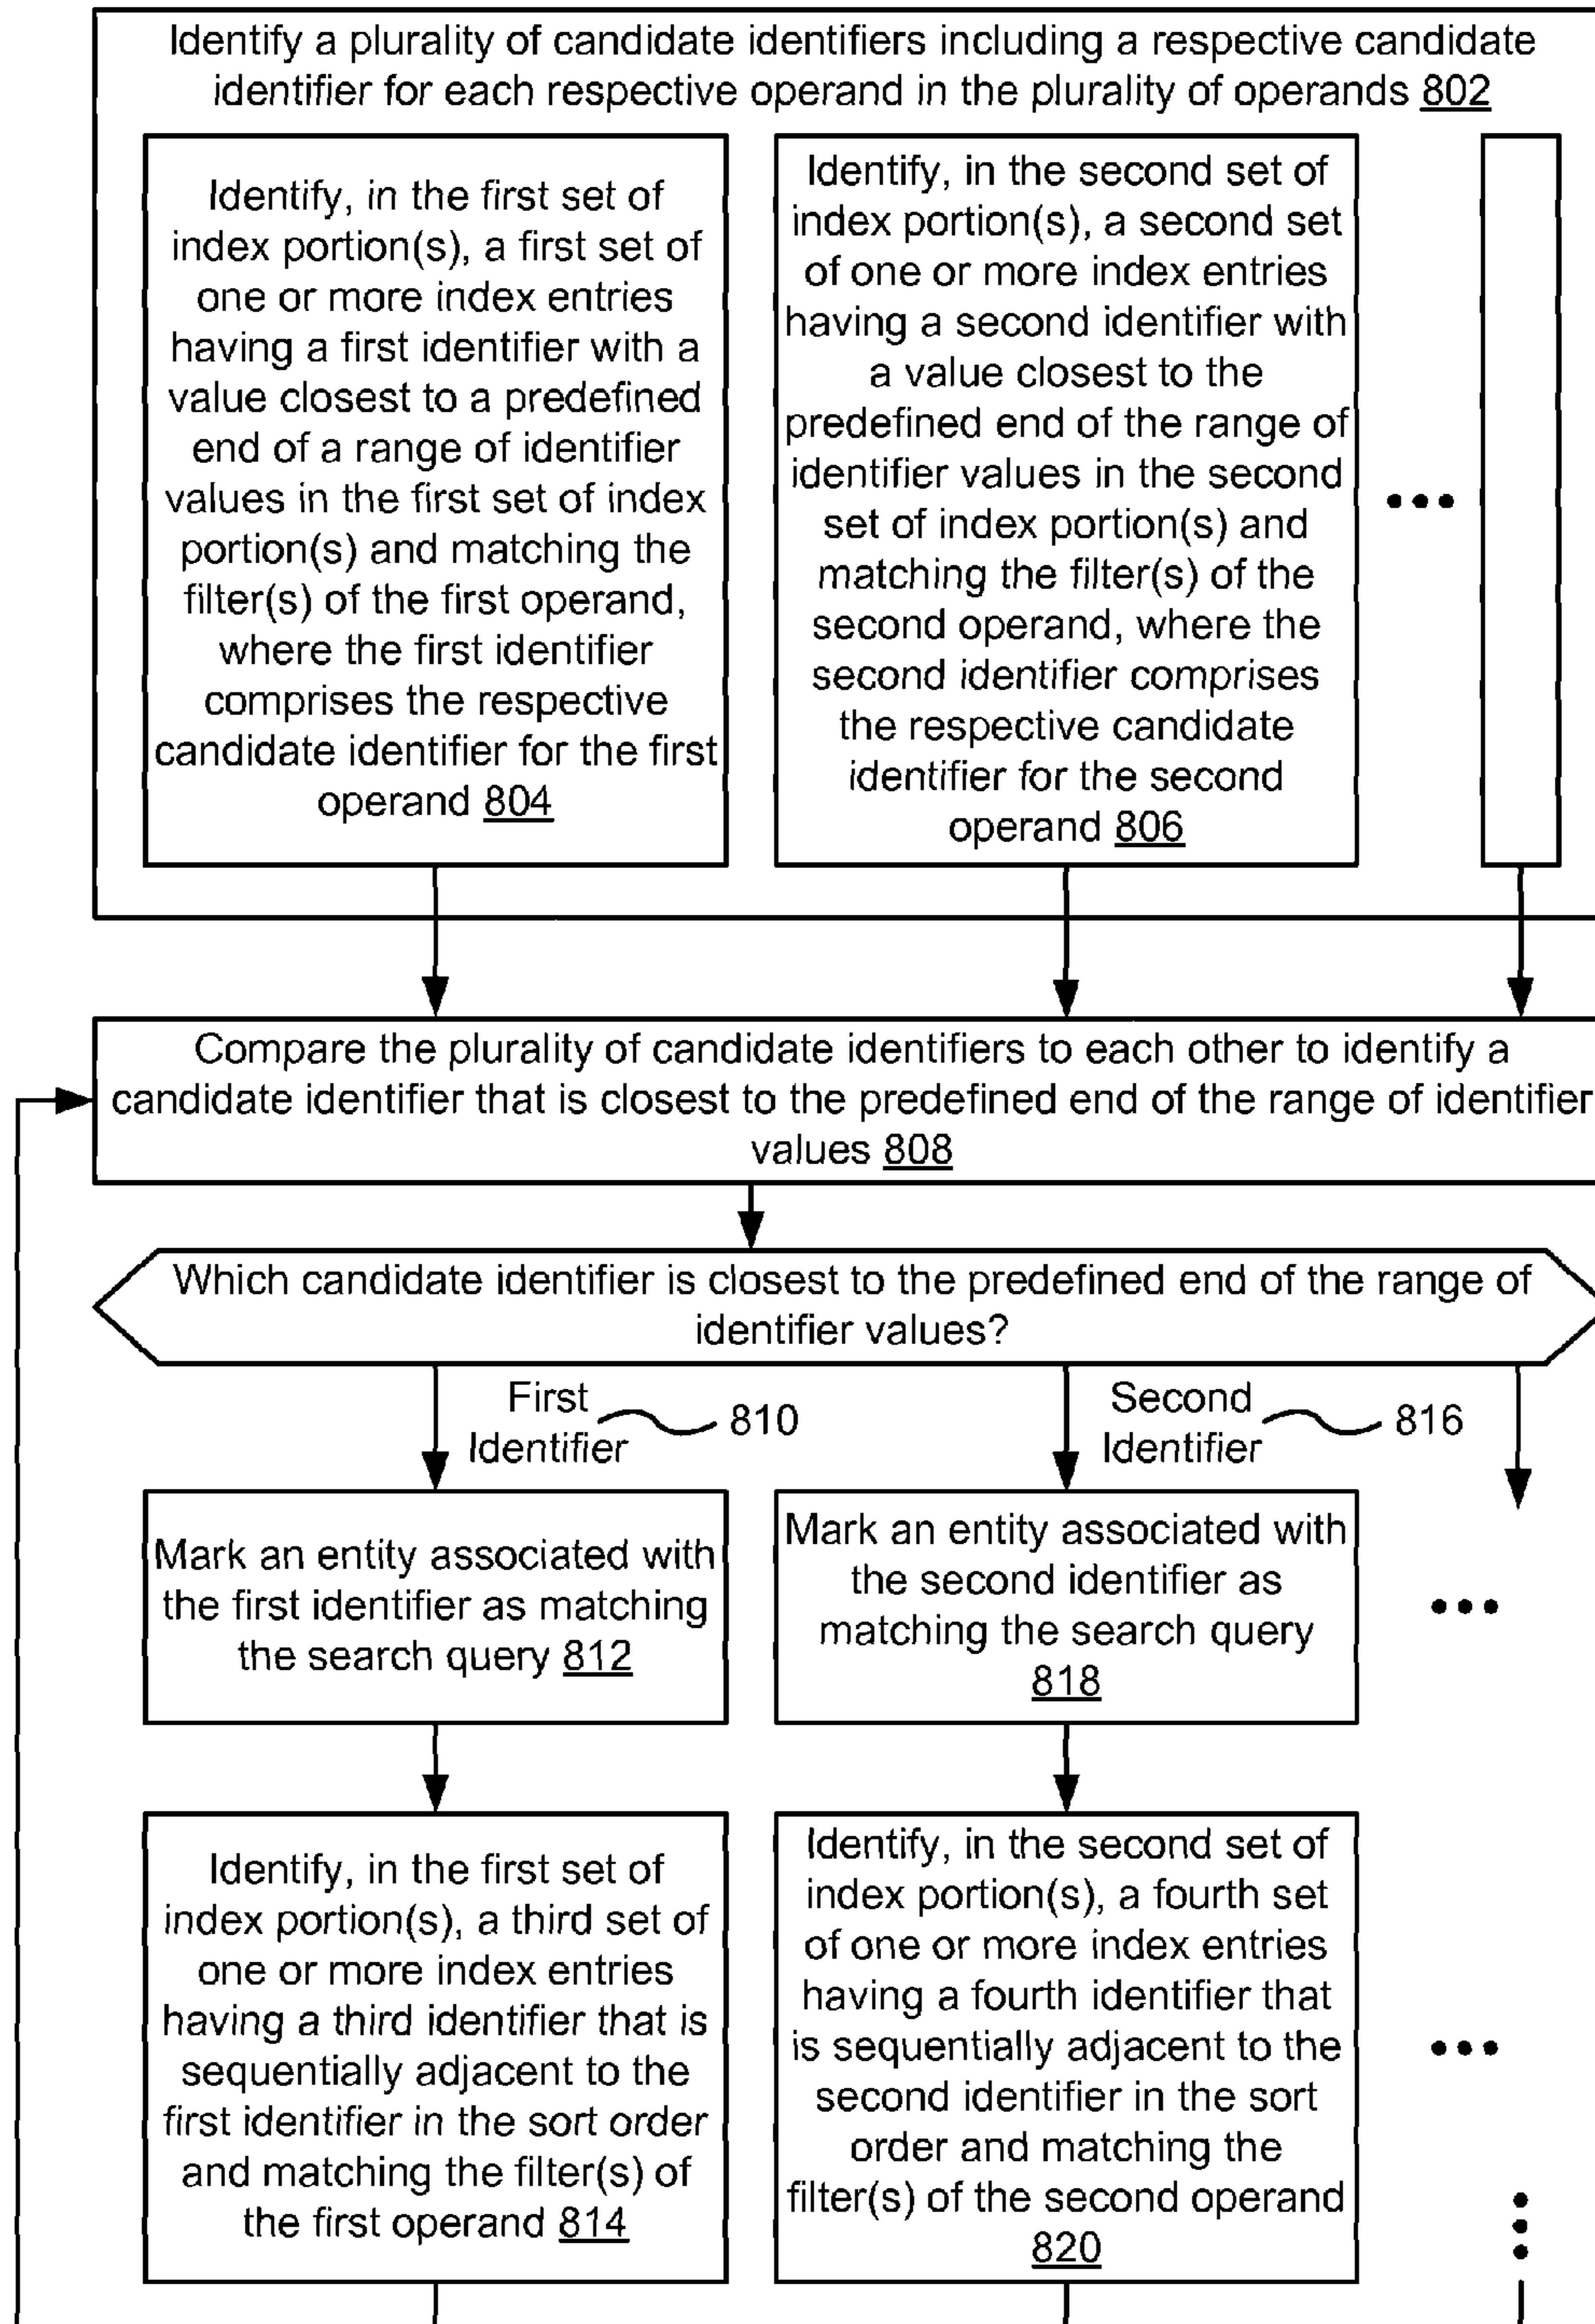 Identify a plurality of candidate identifiers including a respective candidate
identifier for each respective operand in the plurality of operands 802
Identify, in the first set of
index portion(s), a first set of
one or more index entries
having a first identifier with a
value closest to a predefined
end of a range of identifier
values in the first set of index
portion(s) and matching the
filter(s) of the first operand,
where the first identifier
comprises the respective
candidate identifier for the first
operand 804
Identify, in the second set of
index portion(s), a second set
of one or more index entries
having a second identifier with
a value closest to the
predefined end of the range of
identifier values in the second
set of index portion(s) and
matching the filter(s) of the
second operand, where the
second identifier comprises
the respective candidate
identifier for the second
operand 806
Compare the plurality of candidate identifiers to each other to identify a
candidate identifier that is closest to the predefined end of the range of identifier
values 808
Which candidate identifier is closest to the predefined end of the range of
identifier values?
First
Identifier
810
Second
Identifier
816
Mark an entity associated with
the first identifier as matching
the search query 812
Mark an entity associated with
the second identifier as
matching the search query
818
Identify, in the first set of
index portion(s), a third set of
one or more index entries
having a third identifier that is
sequentially adjacent to the
first identifier in the sort order
and matching the filter(s) of
the first operand 814
Identify, in the second set of
index portion(s), a fourth set
of one or more index entries
having a fourth identifier that
is sequentially adjacent to the
second identifier in the sort
order and matching the
filter(s) of the second operand
820